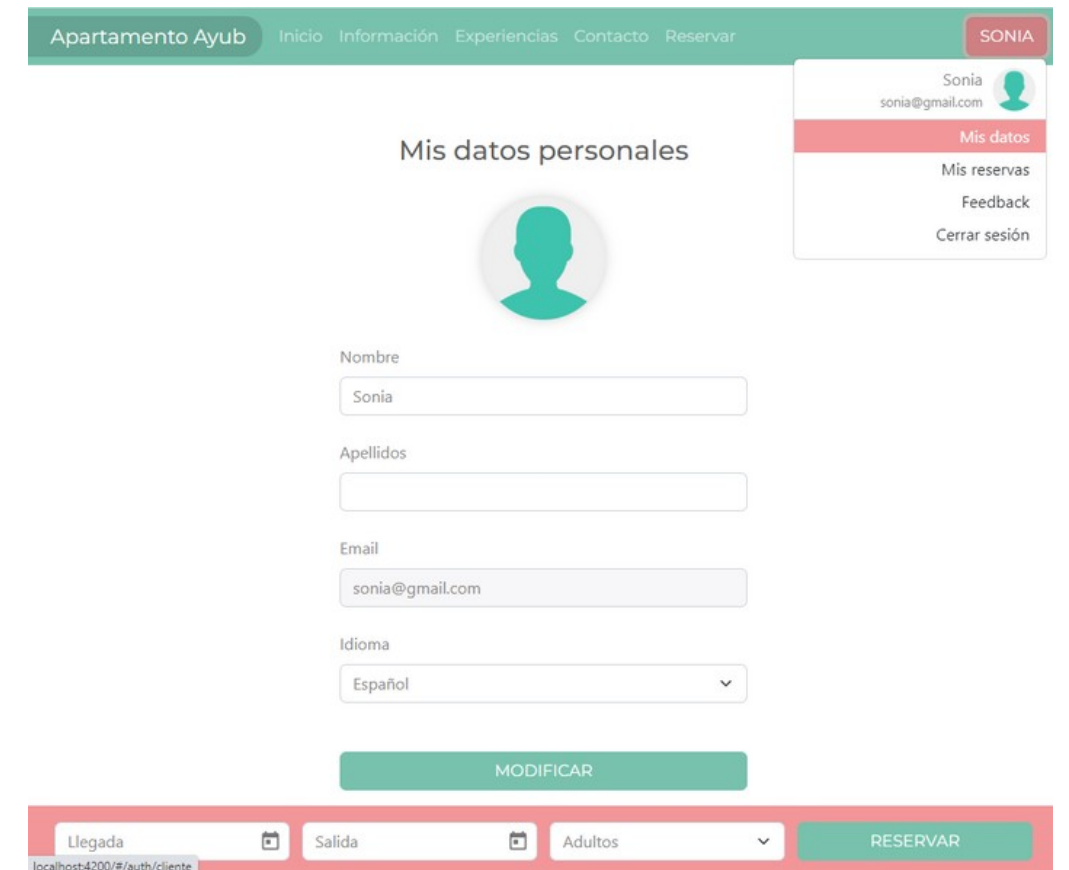 Apartamento Ayub Inicio Información Experiencias Contacto Reservar SONIA
Sonia
sonia@gmail.com
Mis datos
Mis reservas
Feedback
Cerrar sesión
Mis datos personales
Nombre
Sonia
Apellidos
Email
sonia@gmail.com
Idioma
Español
MODIFICAR
Llegada Salida Adultos RESERVAR
localhost:4200/#/auth/cliente